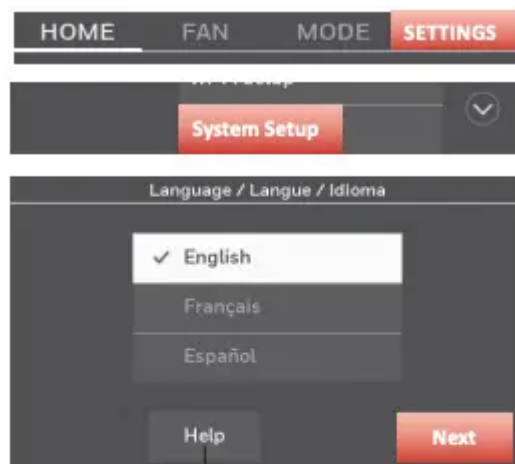 HOME FAN MODE SETTINGS
System Setup
Language / Langue / Idioma
✓ English
Français
Español
Help Next